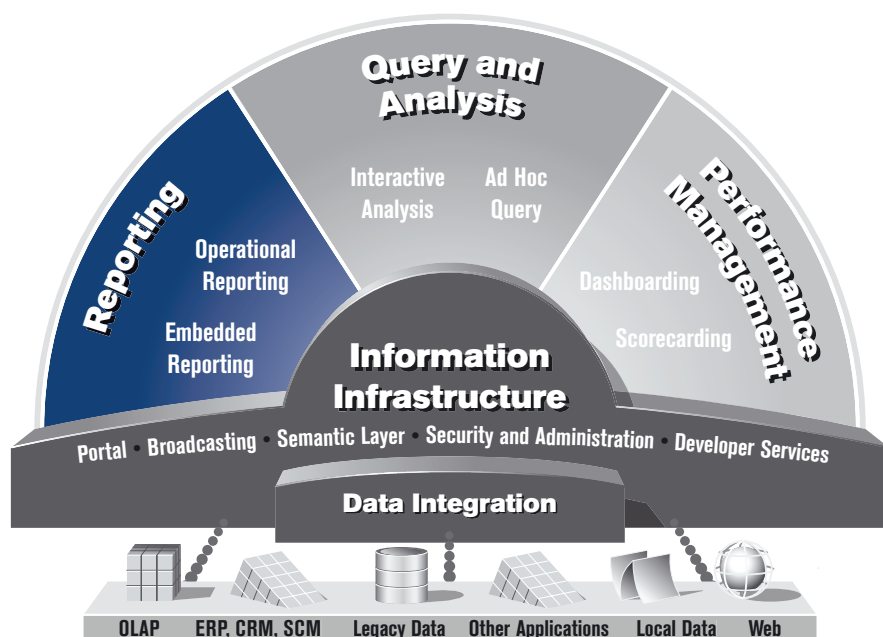 Query and
Analysis
Interactive
Analysis
Ad Hoc
Query
Reporting
Operational
Reporting
Embedded
Reporting
Performance
Management
Dashboarding
Scorecarding
Information
Infrastructure
Portal • Broadcasting • Semantic Layer • Security and Administration • Developer Services
Data Integration
OLAP
ERP, CRM, SCM
Legacy Data
Other Applications
Local Data
Web